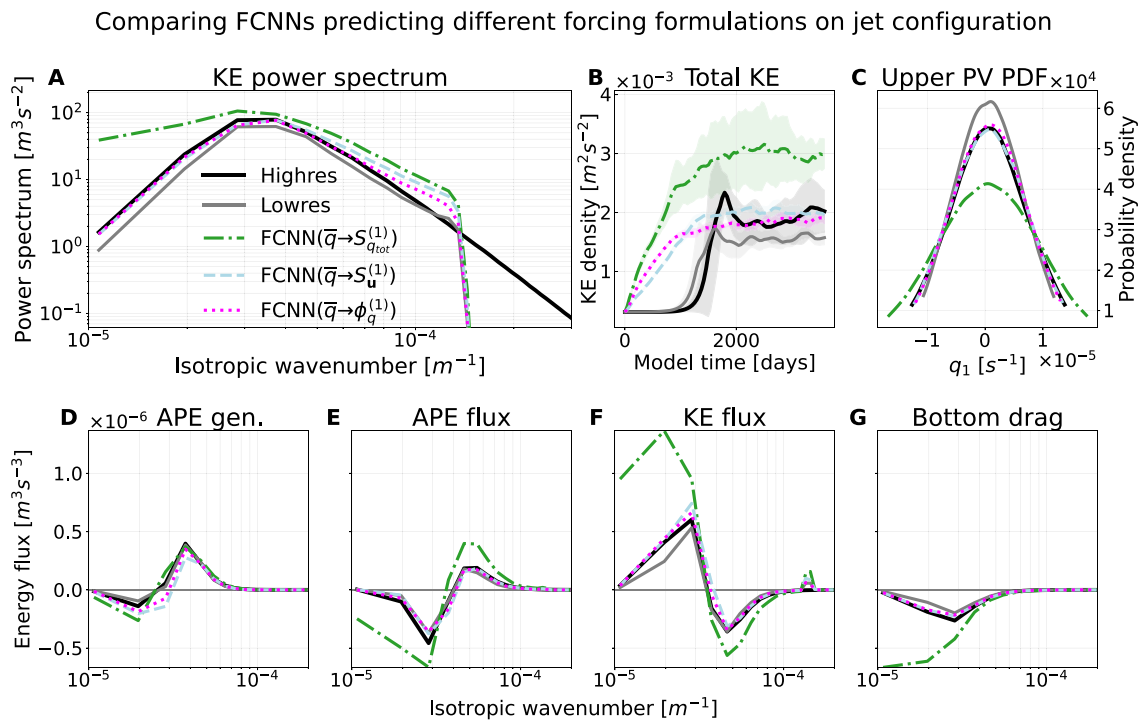 Comparing FCNNs predicting different forcing formulations on jet configuration
A KE power spectrum
Power spectrum [m³s⁻²]
10²
10¹
10⁰
10⁻¹
Highres
Lowres
FCNN(q̅→S_{q_{tot}}^{(1)})
FCNN(q̅→S_𝐮^{(1)})
FCNN(q̅→ϕ_q^{(1)})
10⁻⁵ 10⁻⁴
Isotropic wavenumber [m⁻¹]
B ×10⁻³ Total KE
KE density [m²s⁻²]
4
3
2
1
0 2000
Model time [days]
C Upper PV PDF ×10⁴
6
5
4
3
2
1
Probability density
−1 0 1
q₁ [s⁻¹] ×10⁻⁵
D ×10⁻⁶ APE gen.
Energy flux [m³s⁻³]
1.0
0.5
0.0
−0.5
10⁻⁵ 10⁻⁴
E APE flux
10⁻⁵ 10⁻⁴
F KE flux
10⁻⁵ 10⁻⁴
G Bottom drag
10⁻⁵ 10⁻⁴
Isotropic wavenumber [m⁻¹]